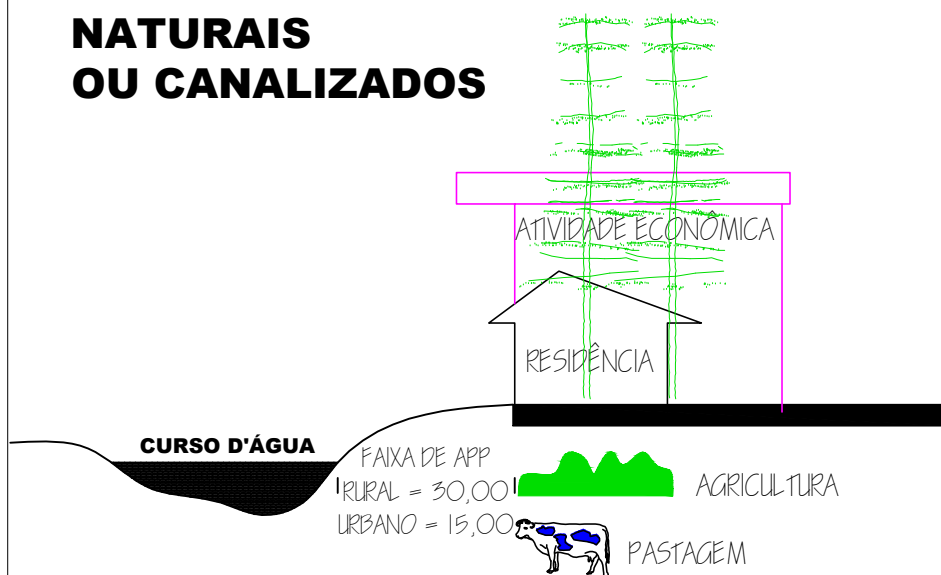 NATURAIS
OU CANALIZADOS
ATIVIDADE ECONÔMICA
RESIDÊNCIA
CURSO D'ÁGUA
FAIXA DE APP
RURAL = 30,00
URBANO = 15,00
AGRICULTURA
PASTAGEM